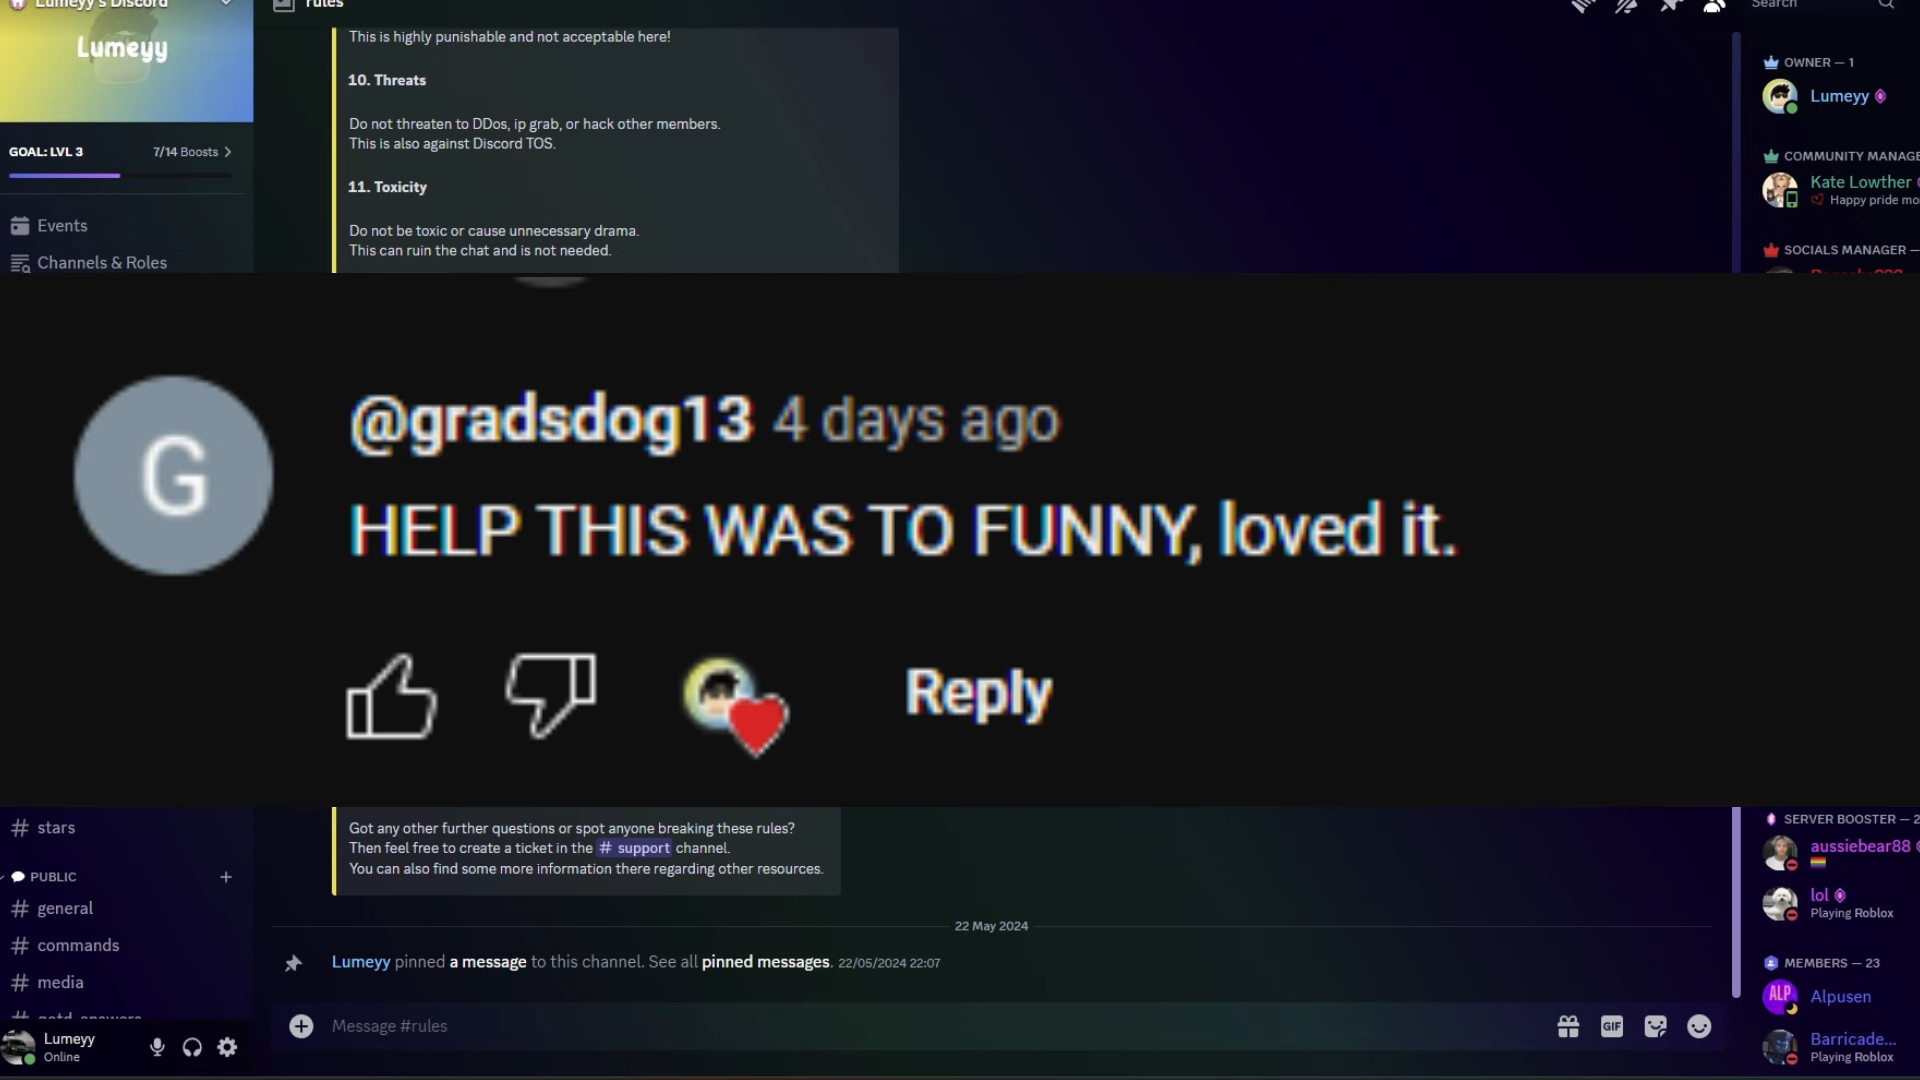 Lumeyy's Discord
Lumeyy
GOAL: LVL 3
7/14 Boosts
Events
Channels & Roles
rules
This is highly punishable and not acceptable here!
10. Threats
Do not threaten to DDos, ip grab, or hack other members.
This is also against Discord TOS.
11. Toxicity
Do not be toxic or cause unnecessary drama.
This can ruin the chat and is not needed.
Search
OWNER — 1
Lumeyy
COMMUNITY MANAGE
Kate Lowther
Happy pride mo
SOCIALS MANAGER —
G
@gradsdog13 4 days ago
HELP THIS WAS TO FUNNY, loved it.
Reply
# stars
PUBLIC
# general
# commands
# media
Lumeyy
Online
Got any other further questions or spot anyone breaking these rules?
Then feel free to create a ticket in the # support channel.
You can also find some more information there regarding other resources.
22 May 2024
Lumeyy pinned a message to this channel. See all pinned messages. 22/05/2024 22:07
Message #rules
GIF
SERVER BOOSTER — 2
aussiebear88
lol
Playing Roblox
MEMBERS — 23
ALP
Alpusen
Barricade...
Playing Roblox